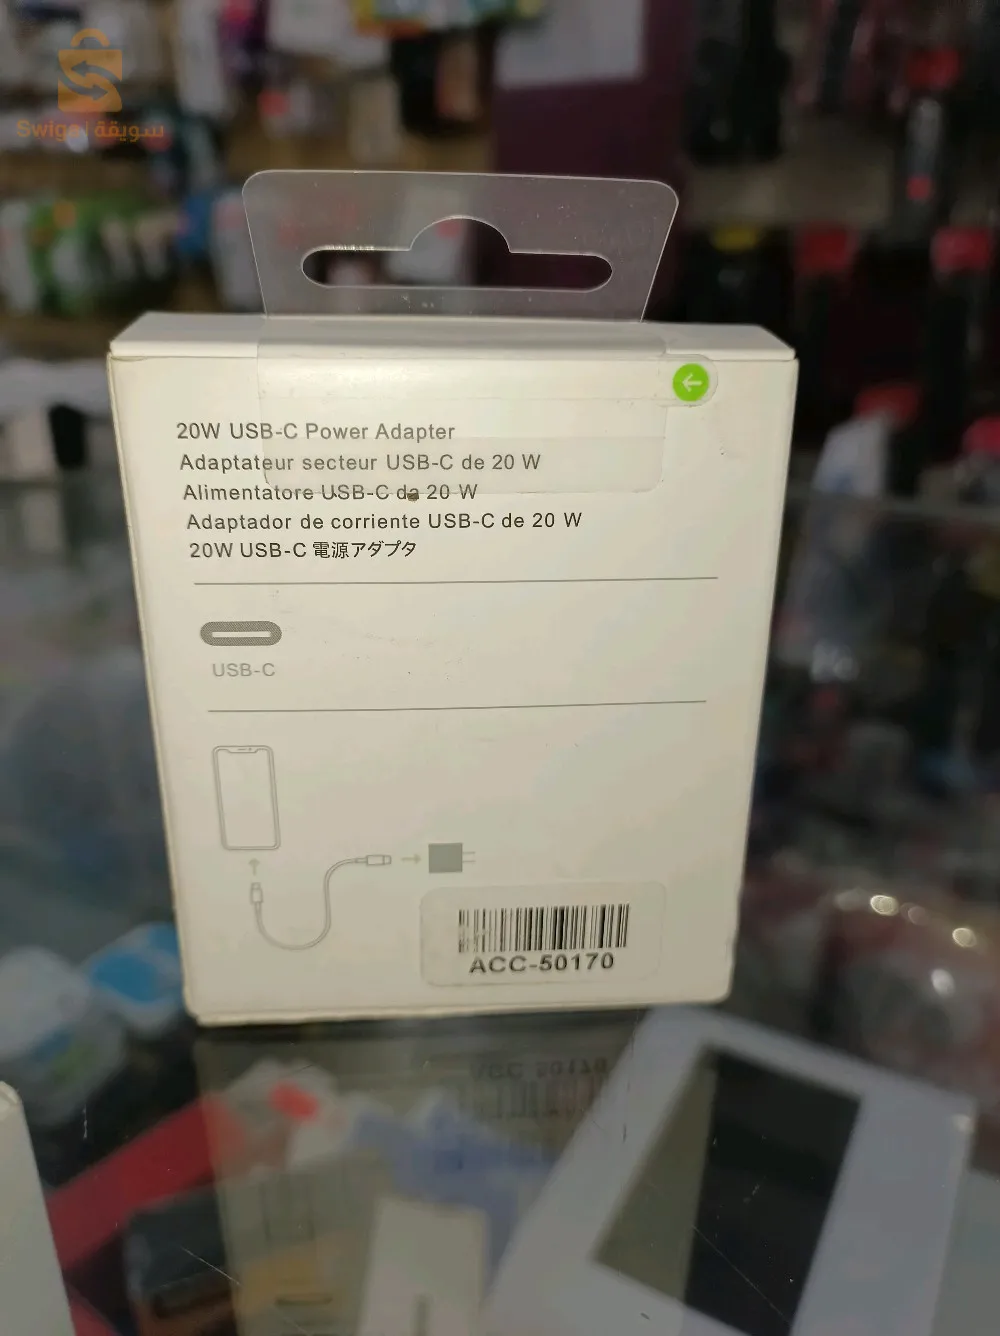 Swiqa | سويقة
20W USB-C Power Adapter
Adaptateur secteur USB-C de 20 W
Alimentatore USB-C da 20 W
Adaptador de corriente USB-C de 20 W
20W USB-C 電源アダプタ
USB-C
ACC-50170